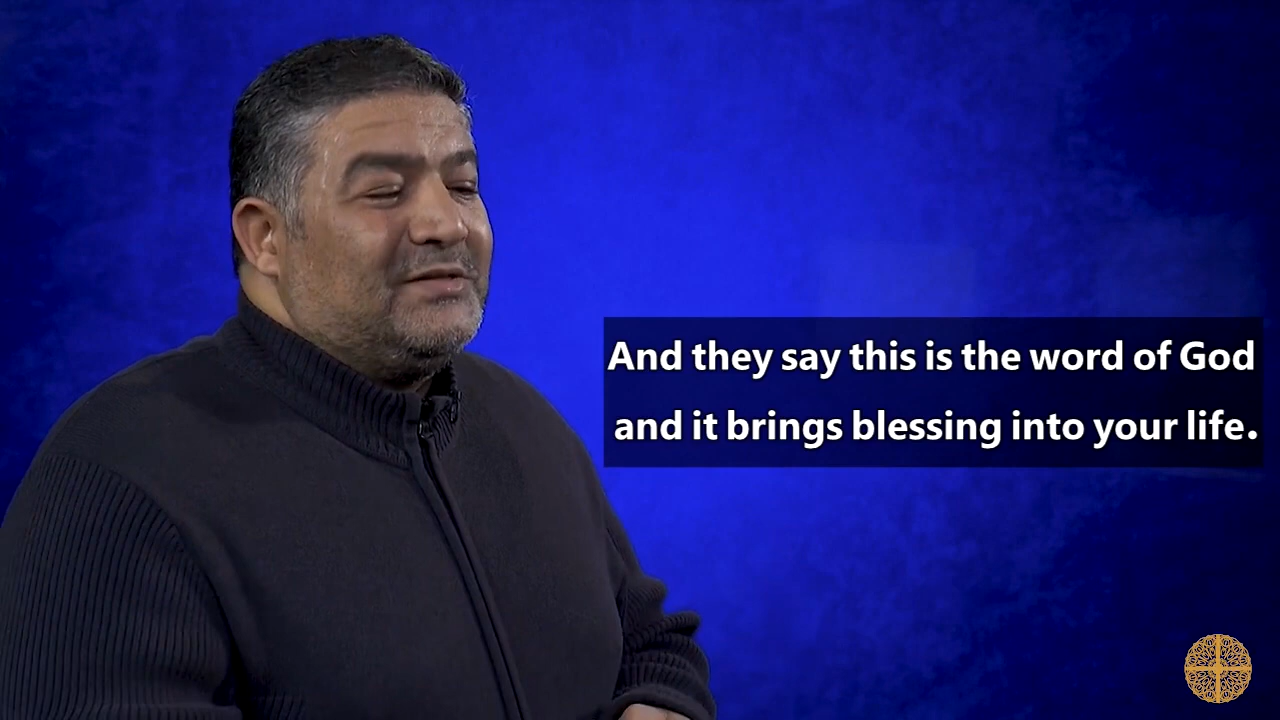 And they say this is the word of God
and it brings blessing into your life.